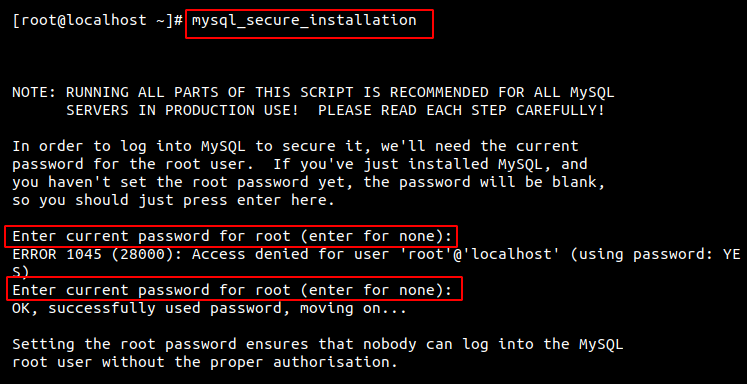 [root@localhost ~]# mysql_secure_installation
NOTE: RUNNING ALL PARTS OF THIS SCRIPT IS RECOMMENDED FOR ALL MySQL
SERVERS IN PRODUCTION USE!  PLEASE READ EACH STEP CAREFULLY!
In order to log into MySQL to secure it, we'll need the current
password for the root user.  If you've just installed MySQL, and
you haven't set the root password yet, the password will be blank,
so you should just press enter here.
Enter current password for root (enter for none):
ERROR 1045 (28000): Access denied for user 'root'@'localhost' (using password: YE
S)
Enter current password for root (enter for none):
OK, successfully used password, moving on...
Setting the root password ensures that nobody can log into the MySQL
root user without the proper authorisation.